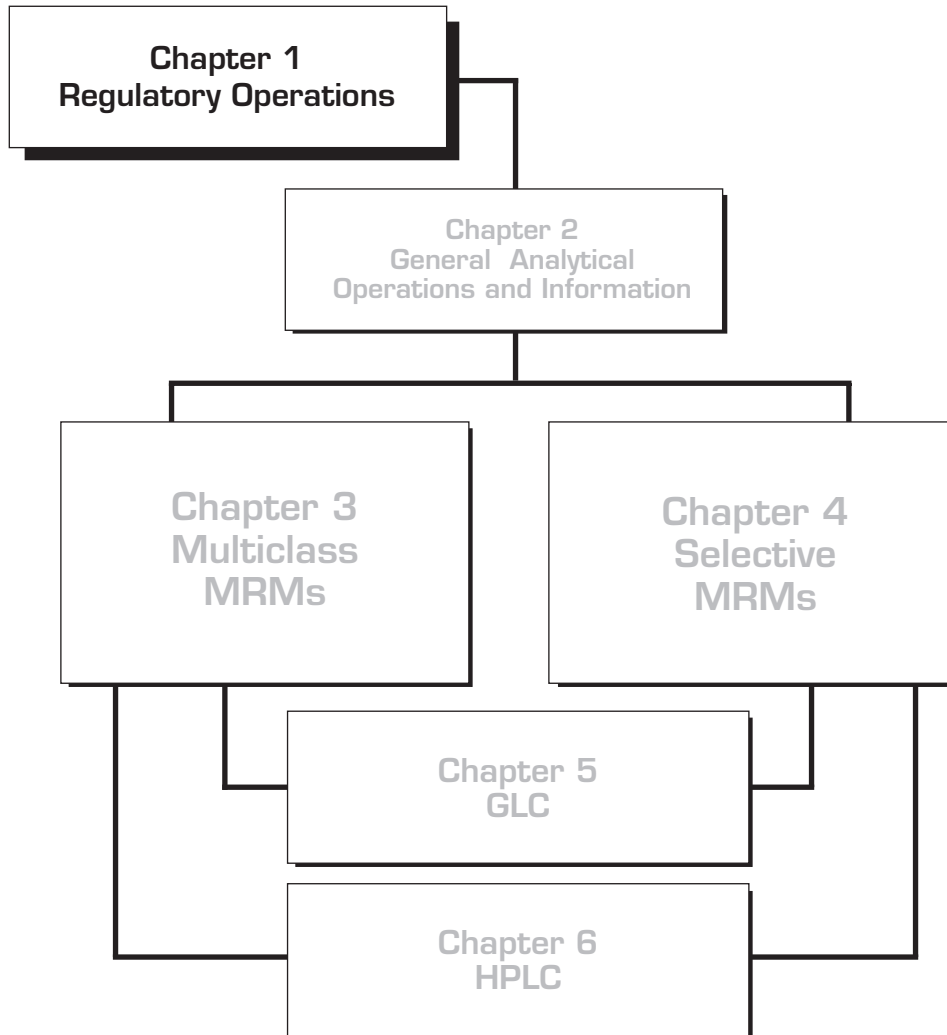 Chapter 1
Regulatory Operations
Chapter 2
General Analytical
Operations and Information
Chapter 3
Multiclass
MRMs
Chapter 4
Selective
MRMs
Chapter 5
GLC
Chapter 6
HPLC